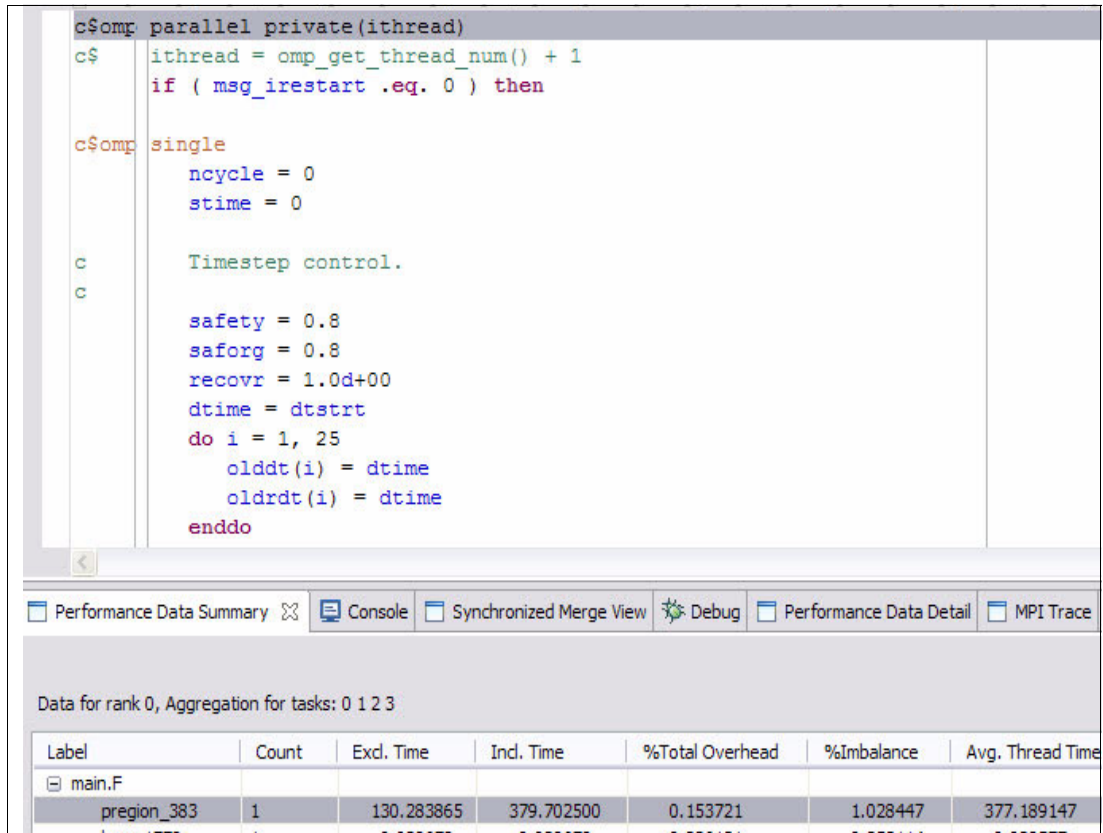 c$omp parallel private(ithread)
c$ ithread = omp_get_thread_num() + 1
if ( msg_irestart .eq. 0 ) then
c$omp single
ncycle = 0
stime = 0
c Timestep control.
c
safety = 0.8
saforg = 0.8
recovr = 1.0d+00
dtime = dtstrt
do i = 1, 25
olddt(i) = dtime
oldrdt(i) = dtime
enddo
Performance Data Summary Console Synchronized Merge View Debug Performance Data Detail MPI Trace
Data for rank 0, Aggregation for tasks: 0 1 2 3
Label Count Excl. Time Incl. Time %Total Overhead %Imbalance Avg. Thread Time
main.F
pregion_383 1 130.283865 379.702500 0.153721 1.028447 377.189147